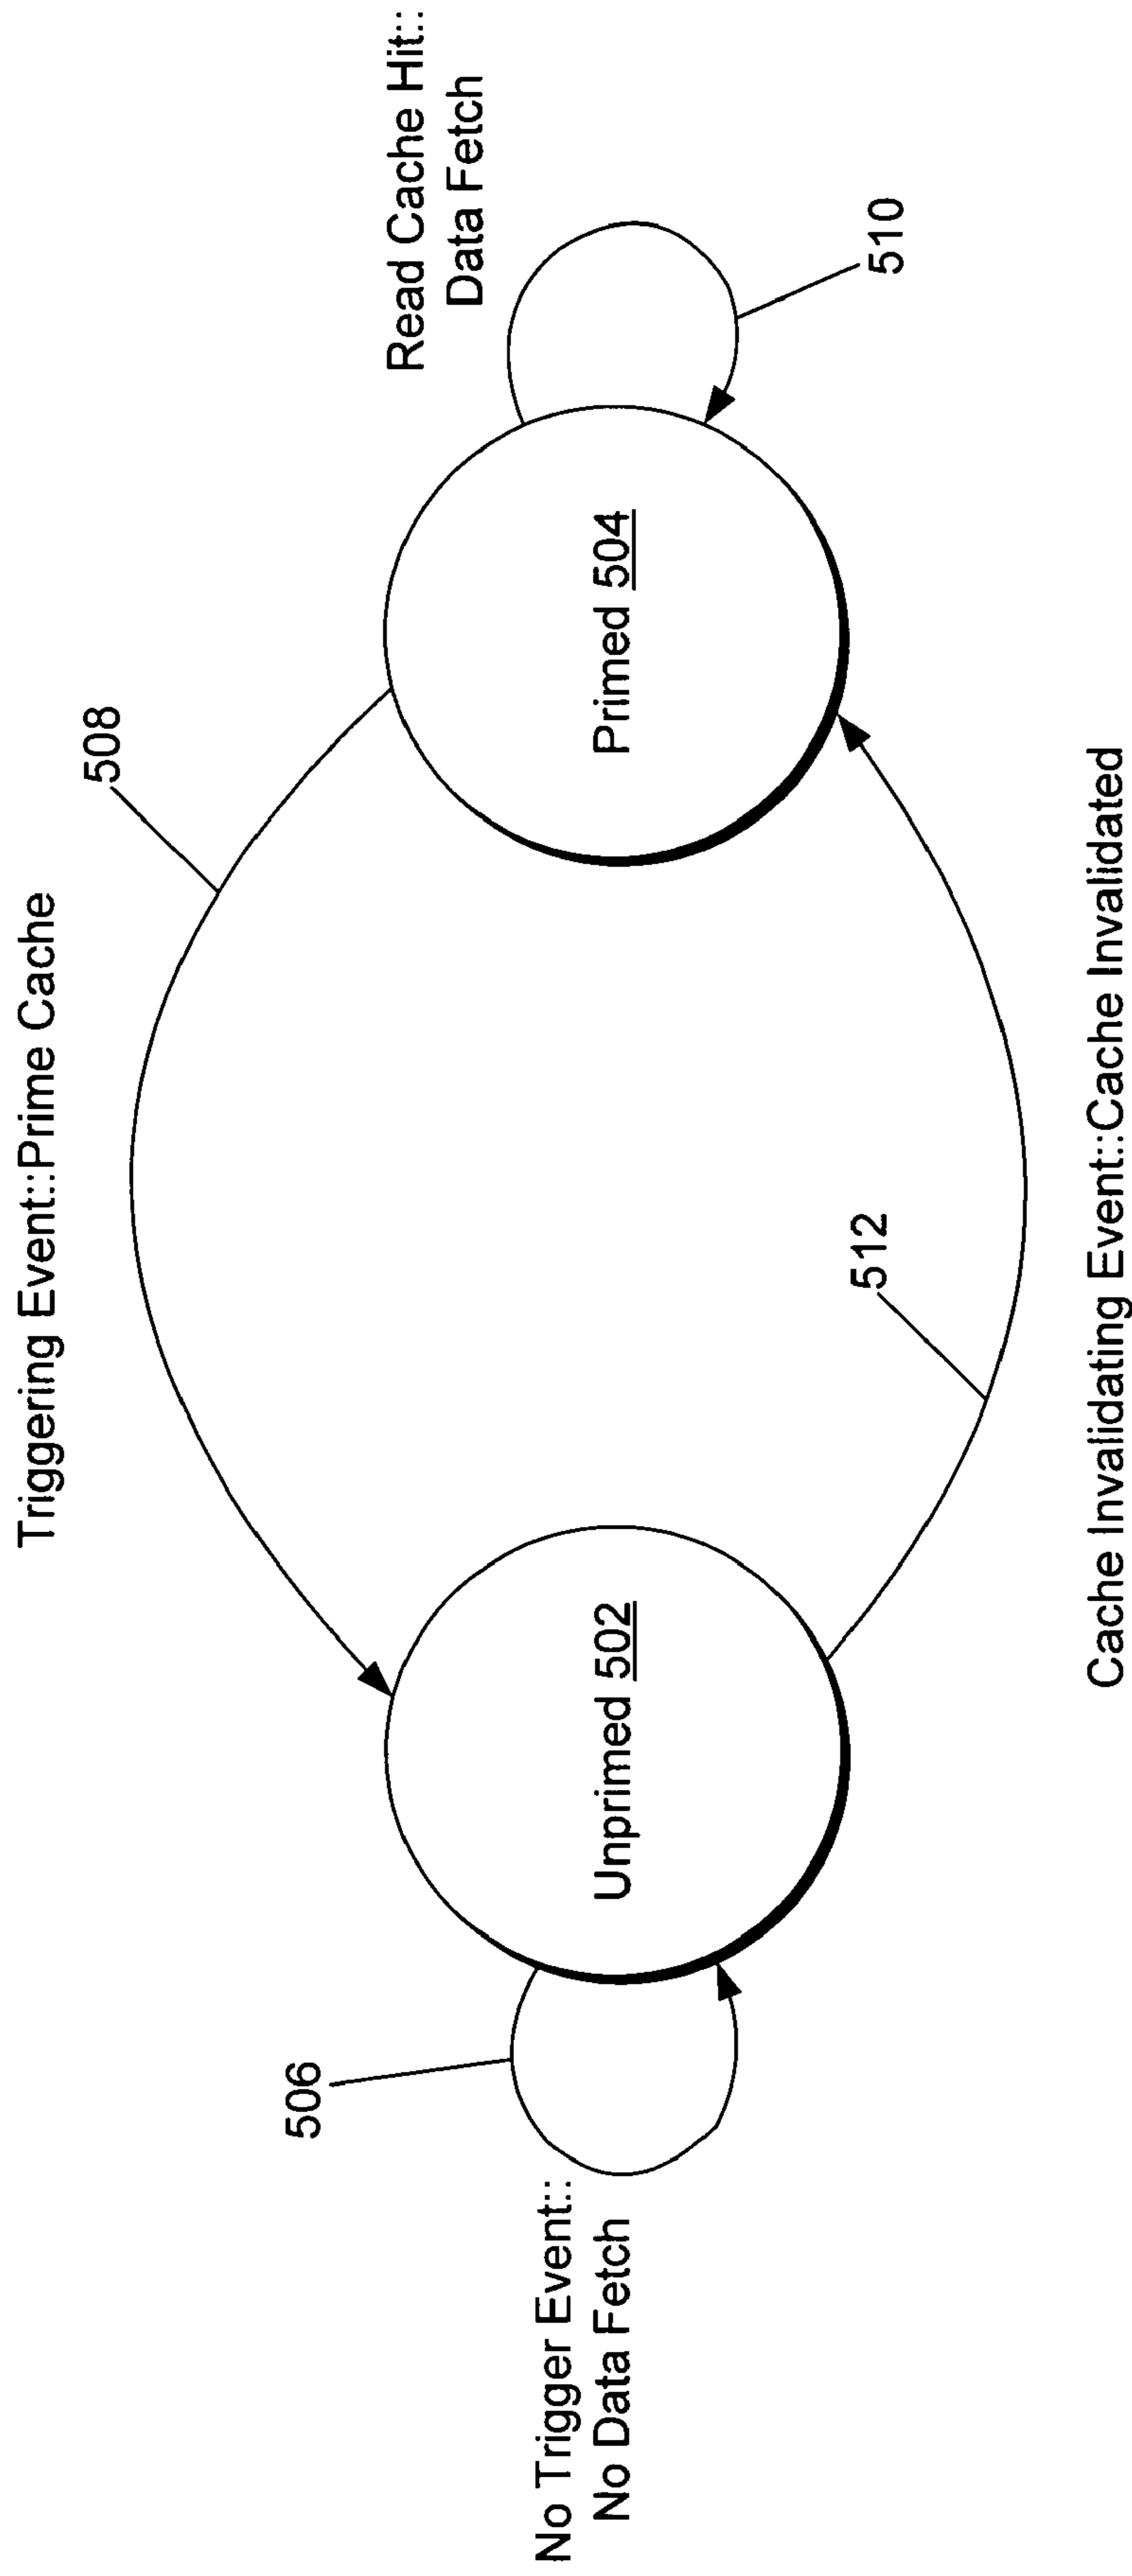 Triggering Event::Prime Cache
508
Read Cache Hit::
Data Fetch
506
No Trigger Event::
No Data Fetch
Unprimed 502
Primed 504
510
512
Cache Invalidating Event::Cache Invalidated